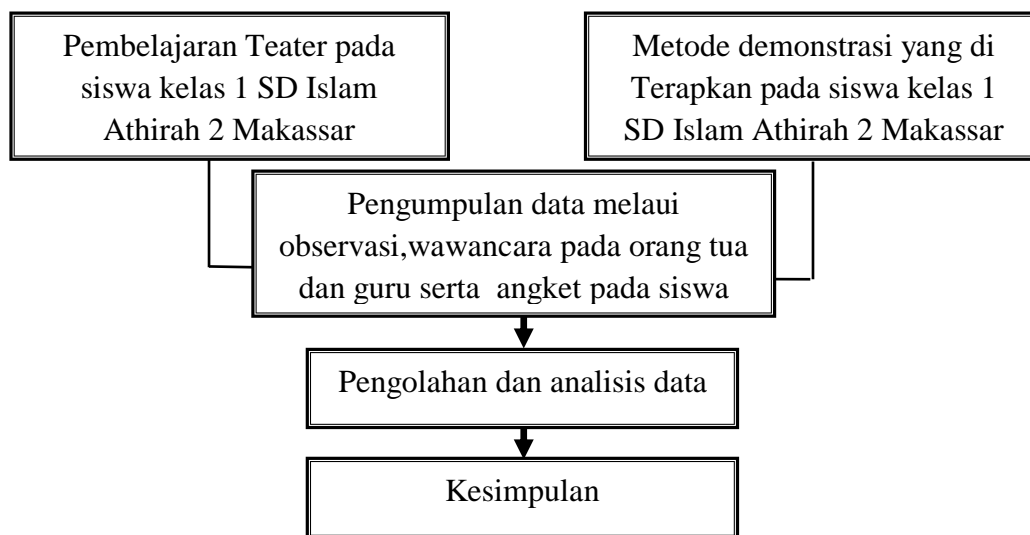 Pembelajaran Teater pada
siswa kelas 1 SD Islam
Athirah 2 Makassar
Metode demonstrasi yang di
Terapkan pada siswa kelas 1
SD Islam Athirah 2 Makassar
Pengumpulan data melaui
observasi,wawancara pada orang tua
dan guru serta angket pada siswa
Pengolahan dan analisis data
Kesimpulan